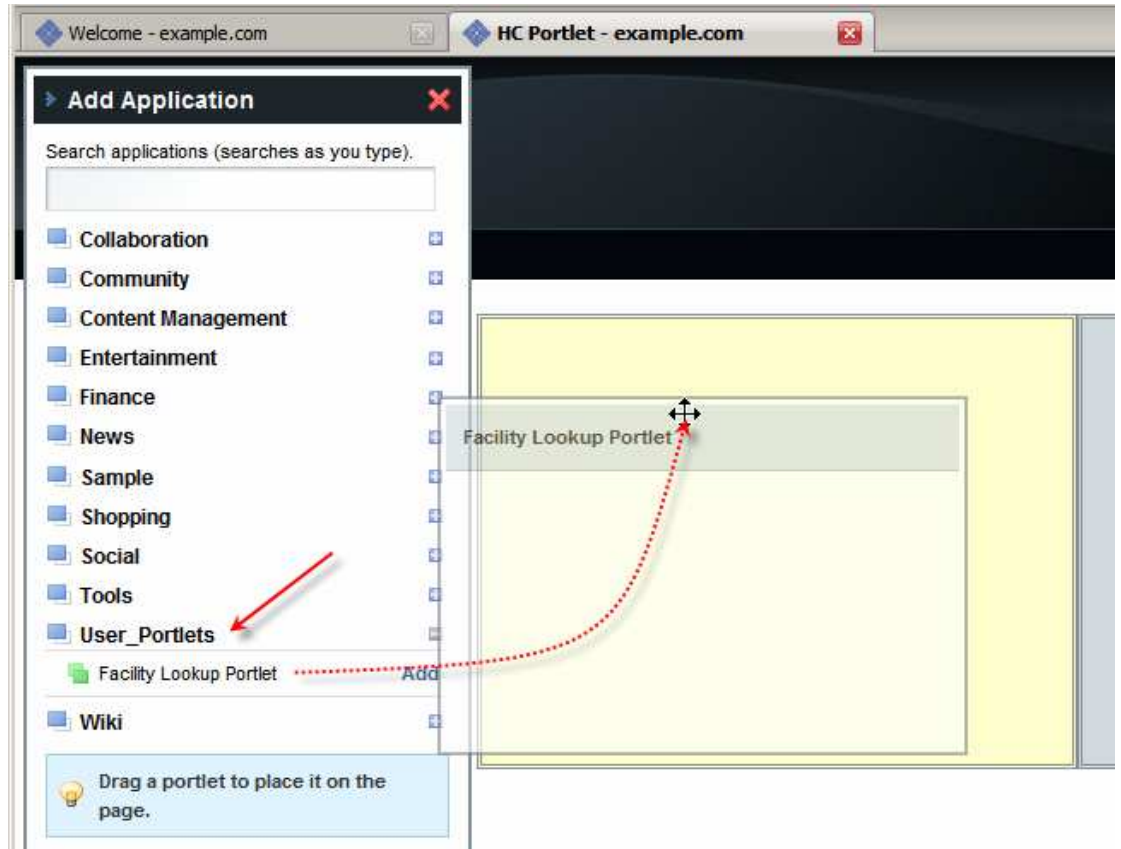 Welcome - example.com
HC Portlet - example.com
Add Application
Search applications (searches as you type).
Collaboration
Community
Content Management
Entertainment
Finance
News
Facility Lookup Portlet
Sample
Shopping
Social
Tools
User_Portlets
Facility Lookup Portlet Add
Wiki
Drag a portlet to place it on the
page.